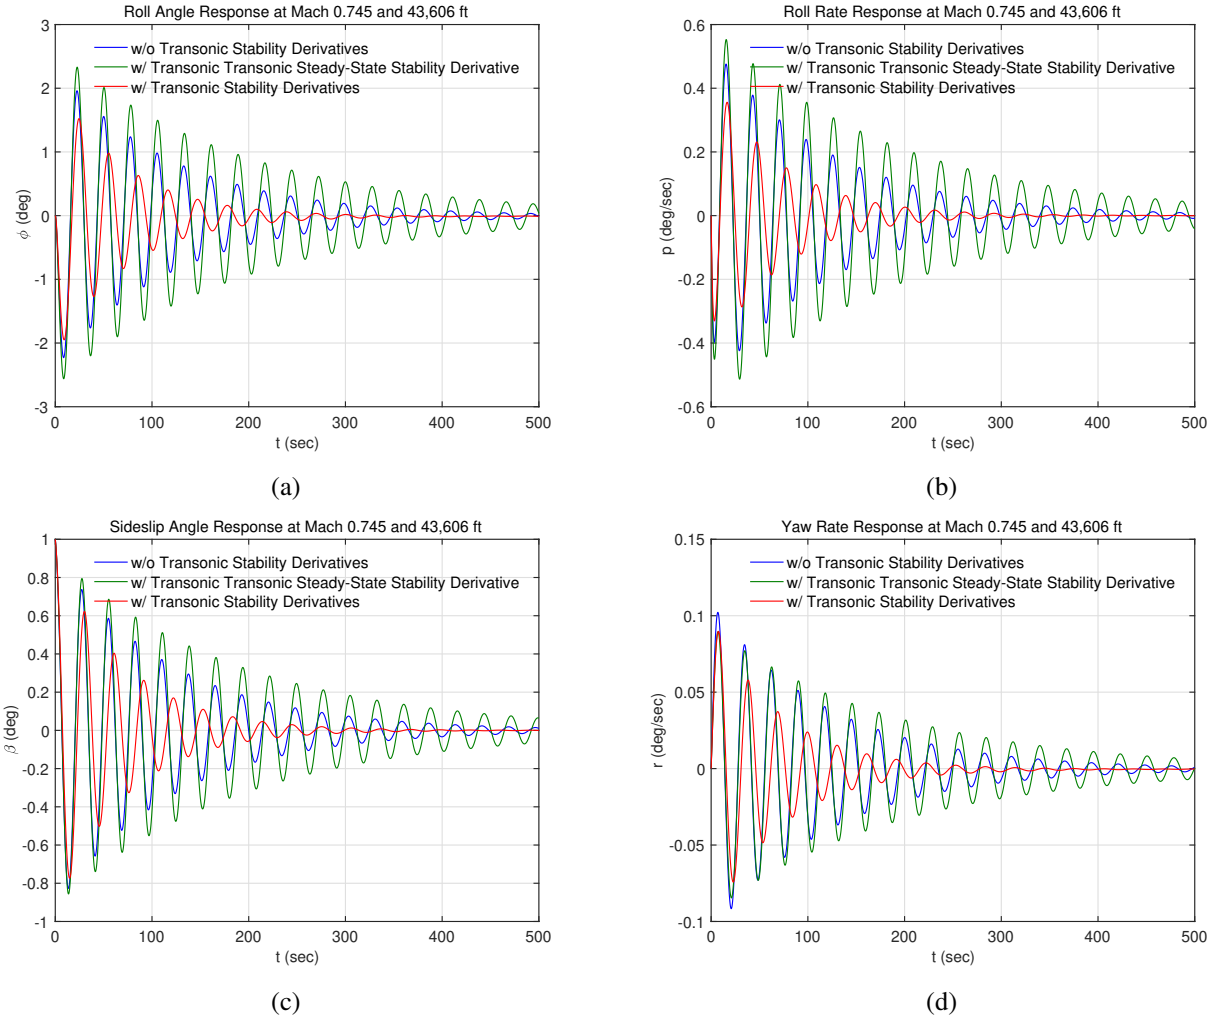 Roll Angle Response at Mach 0.745 and 43,606 ft
w/o Transonic Stability Derivatives
w/ Transonic Transonic Steady-State Stability Derivative
w/ Transonic Stability Derivatives
3
2
1
0
-1
-2
-3
ϕ (deg)
0 100 200 300 400 500
t (sec)
(a)
Roll Rate Response at Mach 0.745 and 43,606 ft
w/o Transonic Stability Derivatives
w/ Transonic Transonic Steady-State Stability Derivative
w/ Transonic Stability Derivatives
0.6
0.4
0.2
0
-0.2
-0.4
-0.6
p (deg/sec)
0 100 200 300 400 500
t (sec)
(b)
Sideslip Angle Response at Mach 0.745 and 43,606 ft
w/o Transonic Stability Derivatives
w/ Transonic Transonic Steady-State Stability Derivative
w/ Transonic Stability Derivatives
1
0.8
0.6
0.4
0.2
0
-0.2
-0.4
-0.6
-0.8
-1
β (deg)
0 100 200 300 400 500
t (sec)
(c)
Yaw Rate Response at Mach 0.745 and 43,606 ft
w/o Transonic Stability Derivatives
w/ Transonic Transonic Steady-State Stability Derivative
w/ Transonic Stability Derivatives
0.15
0.1
0.05
0
-0.05
-0.1
r (deg/sec)
0 100 200 300 400 500
t (sec)
(d)